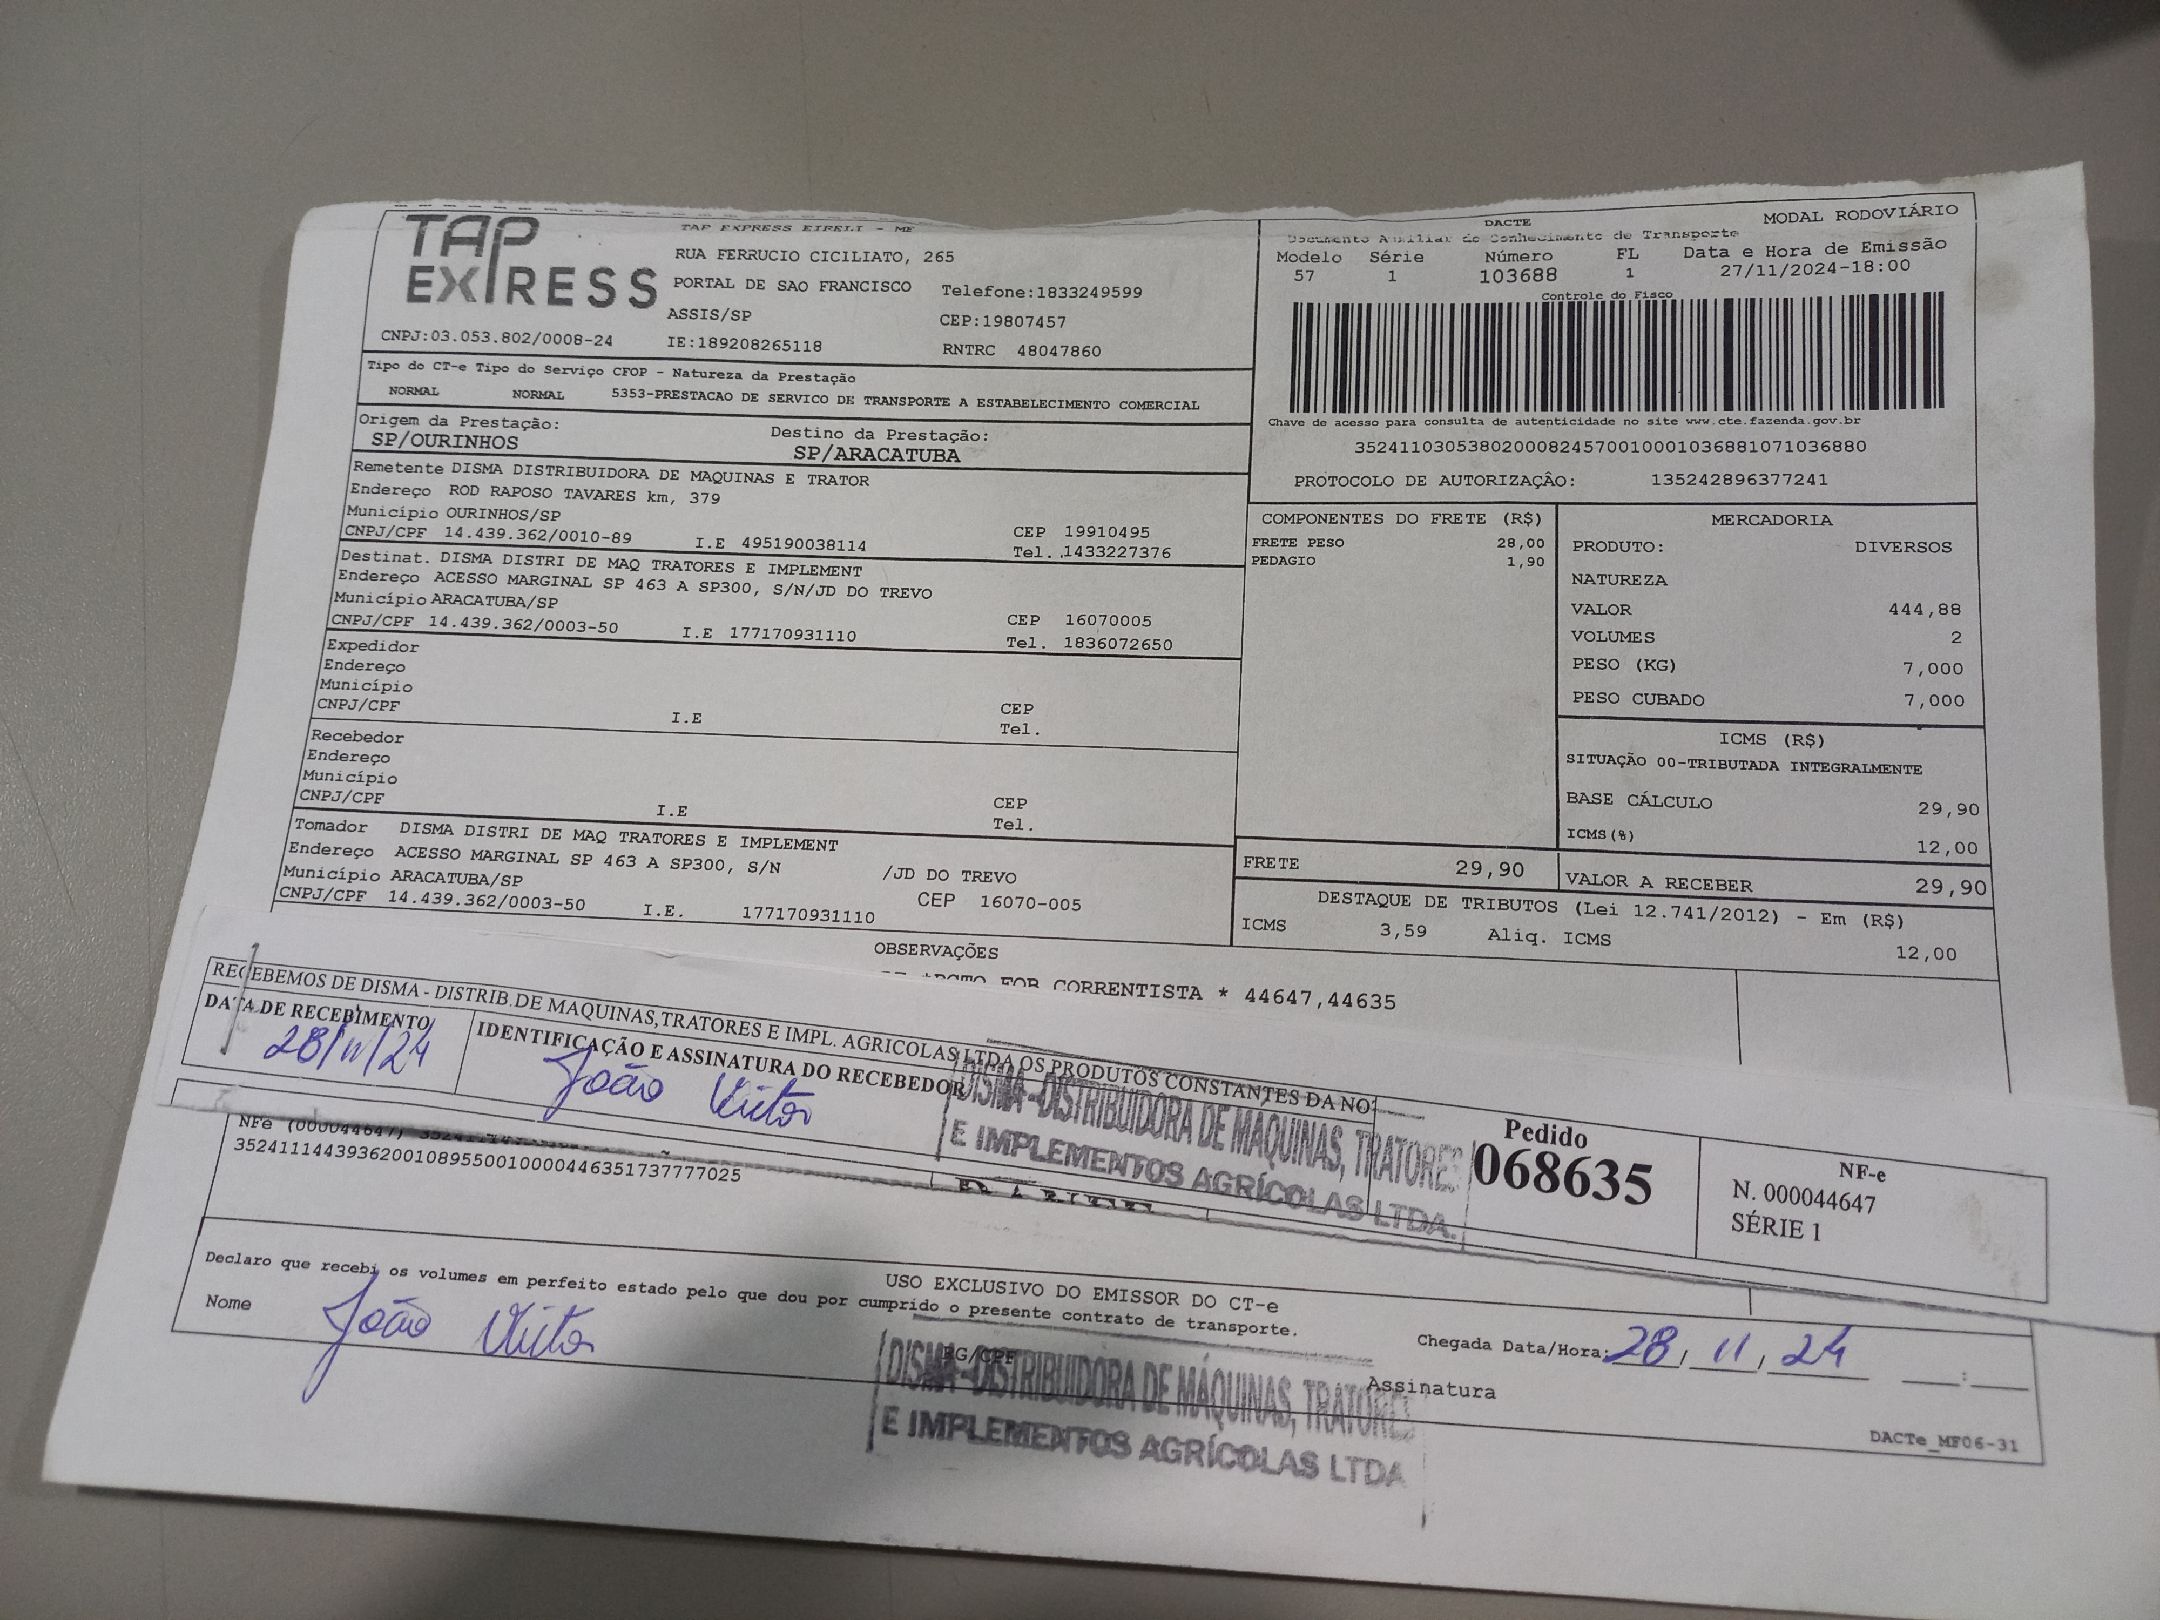 TAP
EXPRESS
TAP EXPRESS EIRELI - ME
RUA FERRUCIO CICILIATO, 265
PORTAL DE SAO FRANCISCO Telefone:1833249599
ASSIS/SP CEP:19807457
CNPJ:03.053.802/0008-24 IE:189208265118 RNTRC 48047860
DACTE MODAL RODOVIÁRIO
Documento Auxiliar do Conhecimento de Transporte
Modelo Série Número FL Data e Hora de Emissão
57 1 103688 1 27/11/2024-18:00
Controle do Fisco
Chave de acesso para consulta de autenticidade no site www.cte.fazenda.gov.br
35241103053802000824570010001036881071036880
PROTOCOLO DE AUTORIZAÇÂO: 135242896377241
Tipo do CT-e Tipo do Serviço CFOP - Natureza da Prestação
NORMAL NORMAL 5353-PRESTACAO DE SERVICO DE TRANSPORTE A ESTABELECIMENTO COMERCIAL
Origem da Prestação: Destino da Prestação:
SP/OURINHOS SP/ARACATUBA
Remetente DISMA DISTRIBUIDORA DE MAQUINAS E TRATOR
Endereço ROD RAPOSO TAVARES km, 379
Município OURINHOS/SP CEP 19910495
CNPJ/CPF 14.439.362/0010-89 I.E 495190038114 Tel. 1433227376
Destinat. DISMA DISTRI DE MAQ TRATORES E IMPLEMENT
Endereço ACESSO MARGINAL SP 463 A SP300, S/N/JD DO TREVO
Município ARACATUBA/SP CEP 16070005
CNPJ/CPF 14.439.362/0003-50 I.E 177170931110 Tel. 1836072650
Expedidor
Endereço
Município CEP
CNPJ/CPF I.E Tel.
Recebedor
Endereço
Município CEP
CNPJ/CPF I.E Tel.
Tomador DISMA DISTRI DE MAQ TRATORES E IMPLEMENT
Endereço ACESSO MARGINAL SP 463 A SP300, S/N /JD DO TREVO
Município ARACATUBA/SP CEP 16070-005
CNPJ/CPF 14.439.362/0003-50 I.E. 177170931110
COMPONENTES DO FRETE (R$)
FRETE PESO 28,00
PEDAGIO 1,90
MERCADORIA
PRODUTO: DIVERSOS
NATUREZA
VALOR 444,88
VOLUMES 2
PESO (KG) 7,000
PESO CUBADO 7,000
ICMS (R$)
SITUAÇÃO 00-TRIBUTADA INTEGRALMENTE
BASE CÁLCULO 29,90
ICMS(%) 12,00
FRETE 29,90 VALOR A RECEBER 29,90
DESTAQUE DE TRIBUTOS (Lei 12.741/2012) - Em (R$)
ICMS 3,59 Aliq. ICMS 12,00
OBSERVAÇÕES
FOB CORRENTISTA * 44647,44635
RECEBEMOS DE DISMA - DISTRIB.DE MAQUINAS,TRATORES E IMPL. AGRICOLAS LTDA OS PRODUTOS CONSTANTES DA NO
DATA DE RECEBIMENTO IDENTIFICAÇÃO E ASSINATURA DO RECEBEDOR
28/11/24 João Victor
DISMA - DISTRIBUIDORA DE MAQUINAS, TRATORES
E IMPLEMENTOS AGRÍCOLAS LTDA.
Pedido
068635
NF-e
N. 000044647
SÉRIE 1
NFe (000044647)
35241114439362001089550010000446351737777025
USO EXCLUSIVO DO EMISSOR DO CT-e
Declaro que recebi os volumes em perfeito estado pelo que dou por cumprido o presente contrato de transporte.
Nome João Victor RG/CPF Chegada Data/Hora: 28/11/24 :
Assinatura
DISMA - DISTRIBUIDORA DE MÁQUINAS, TRATORES
E IMPLEMENTOS AGRÍCOLAS LTDA
DACTe_MF06-31